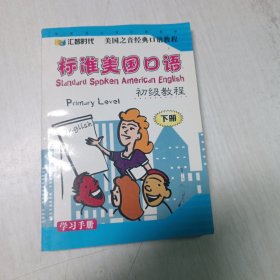 汇智时代 美国之音经典口语教程
标准美国口语
Standard Spoken American English
初级教程
Primary Level
下册
English
学习手册